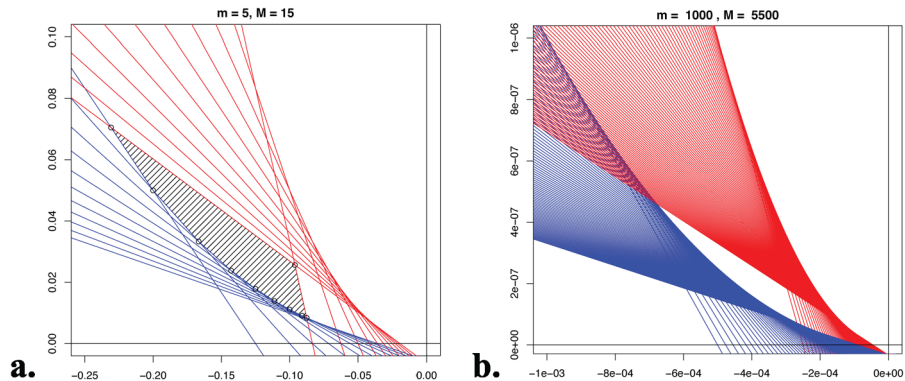 m = 5, M = 15
0.10
0.08
0.06
0.04
0.02
0.00
-0.25 -0.20 -0.15 -0.10 -0.05 0.00
a.
m = 1000 , M = 5500
1e-06
8e-07
6e-07
4e-07
2e-07
0e+00
-1e-03 -8e-04 -6e-04 -4e-04 -2e-04 0e+00
b.